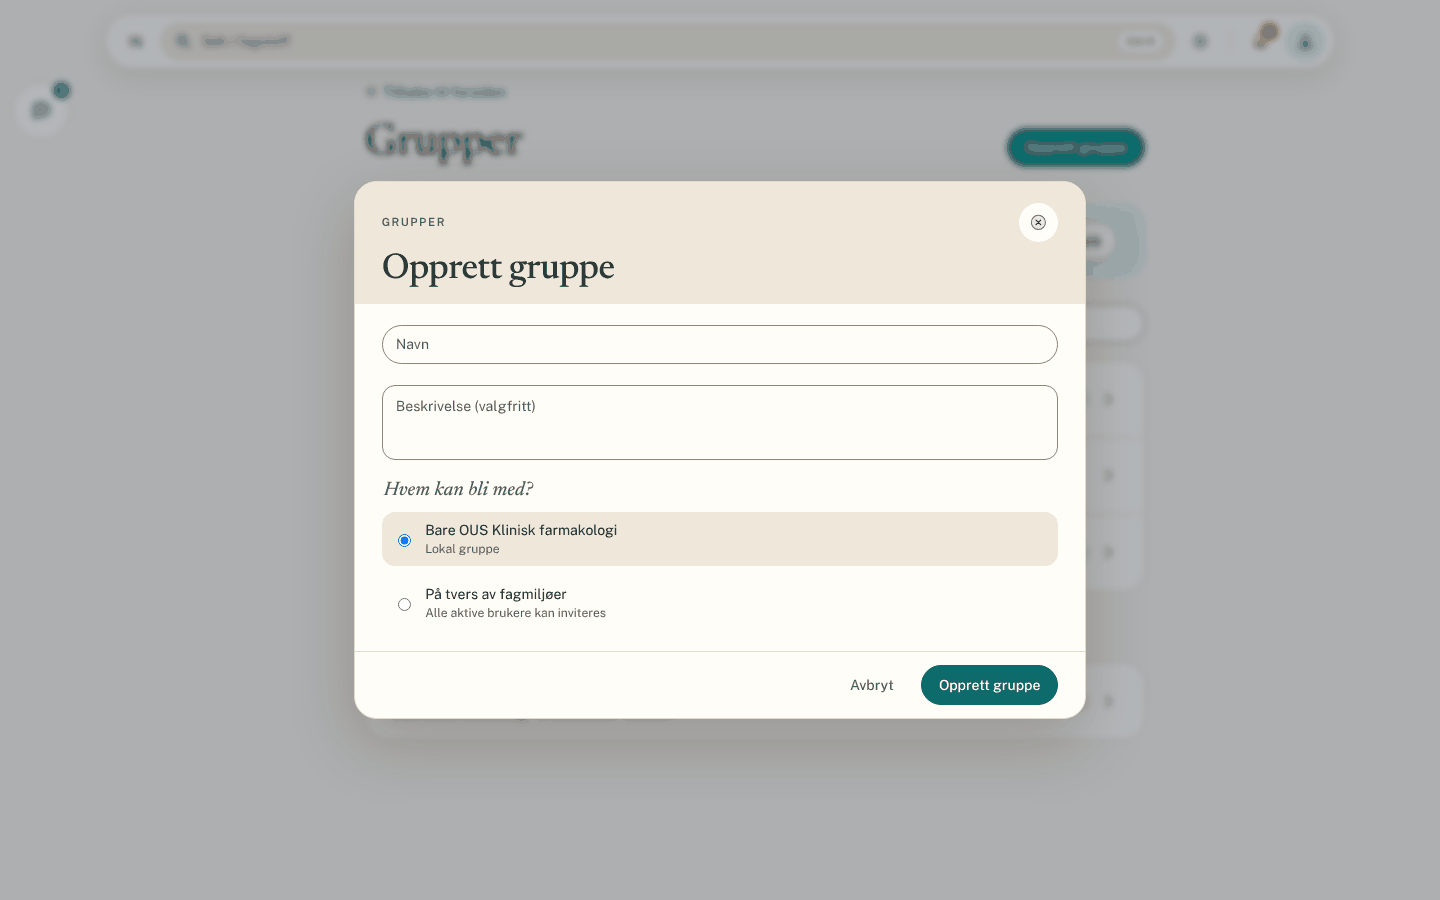 Grupper
GRUPPER
Opprett gruppe
Navn
Beskrivelse (valgfritt)
Hvem kan bli med?
Bare OUS Klinisk farmakologi
Lokal gruppe
På tvers av fagmiljøer
Alle aktive brukere kan inviteres
Avbryt
Opprett gruppe